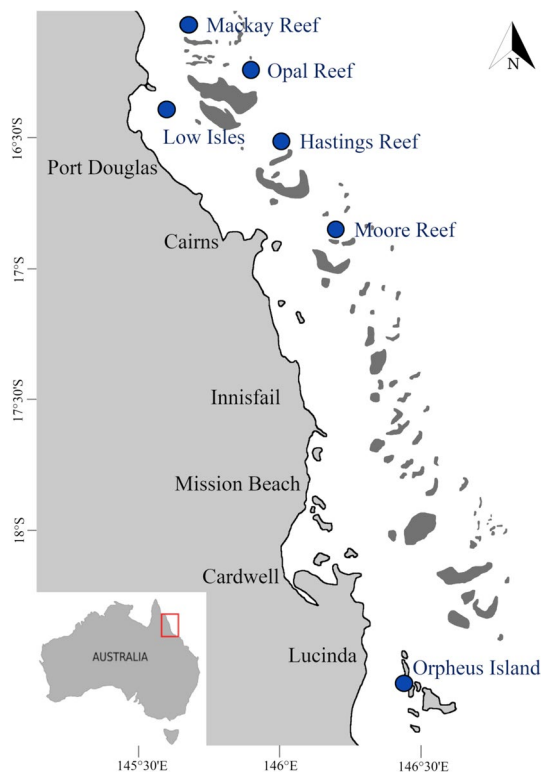 Mackay Reef
N
Opal Reef
Low Isles
Hastings Reef
16°30'S
Port Douglas
Moore Reef
Cairns
17°S
Innisfail
17°30'S
Mission Beach
18°S
Cardwell
AUSTRALIA
Lucinda
Orpheus Island
145°30'E
146°E
146°30'E